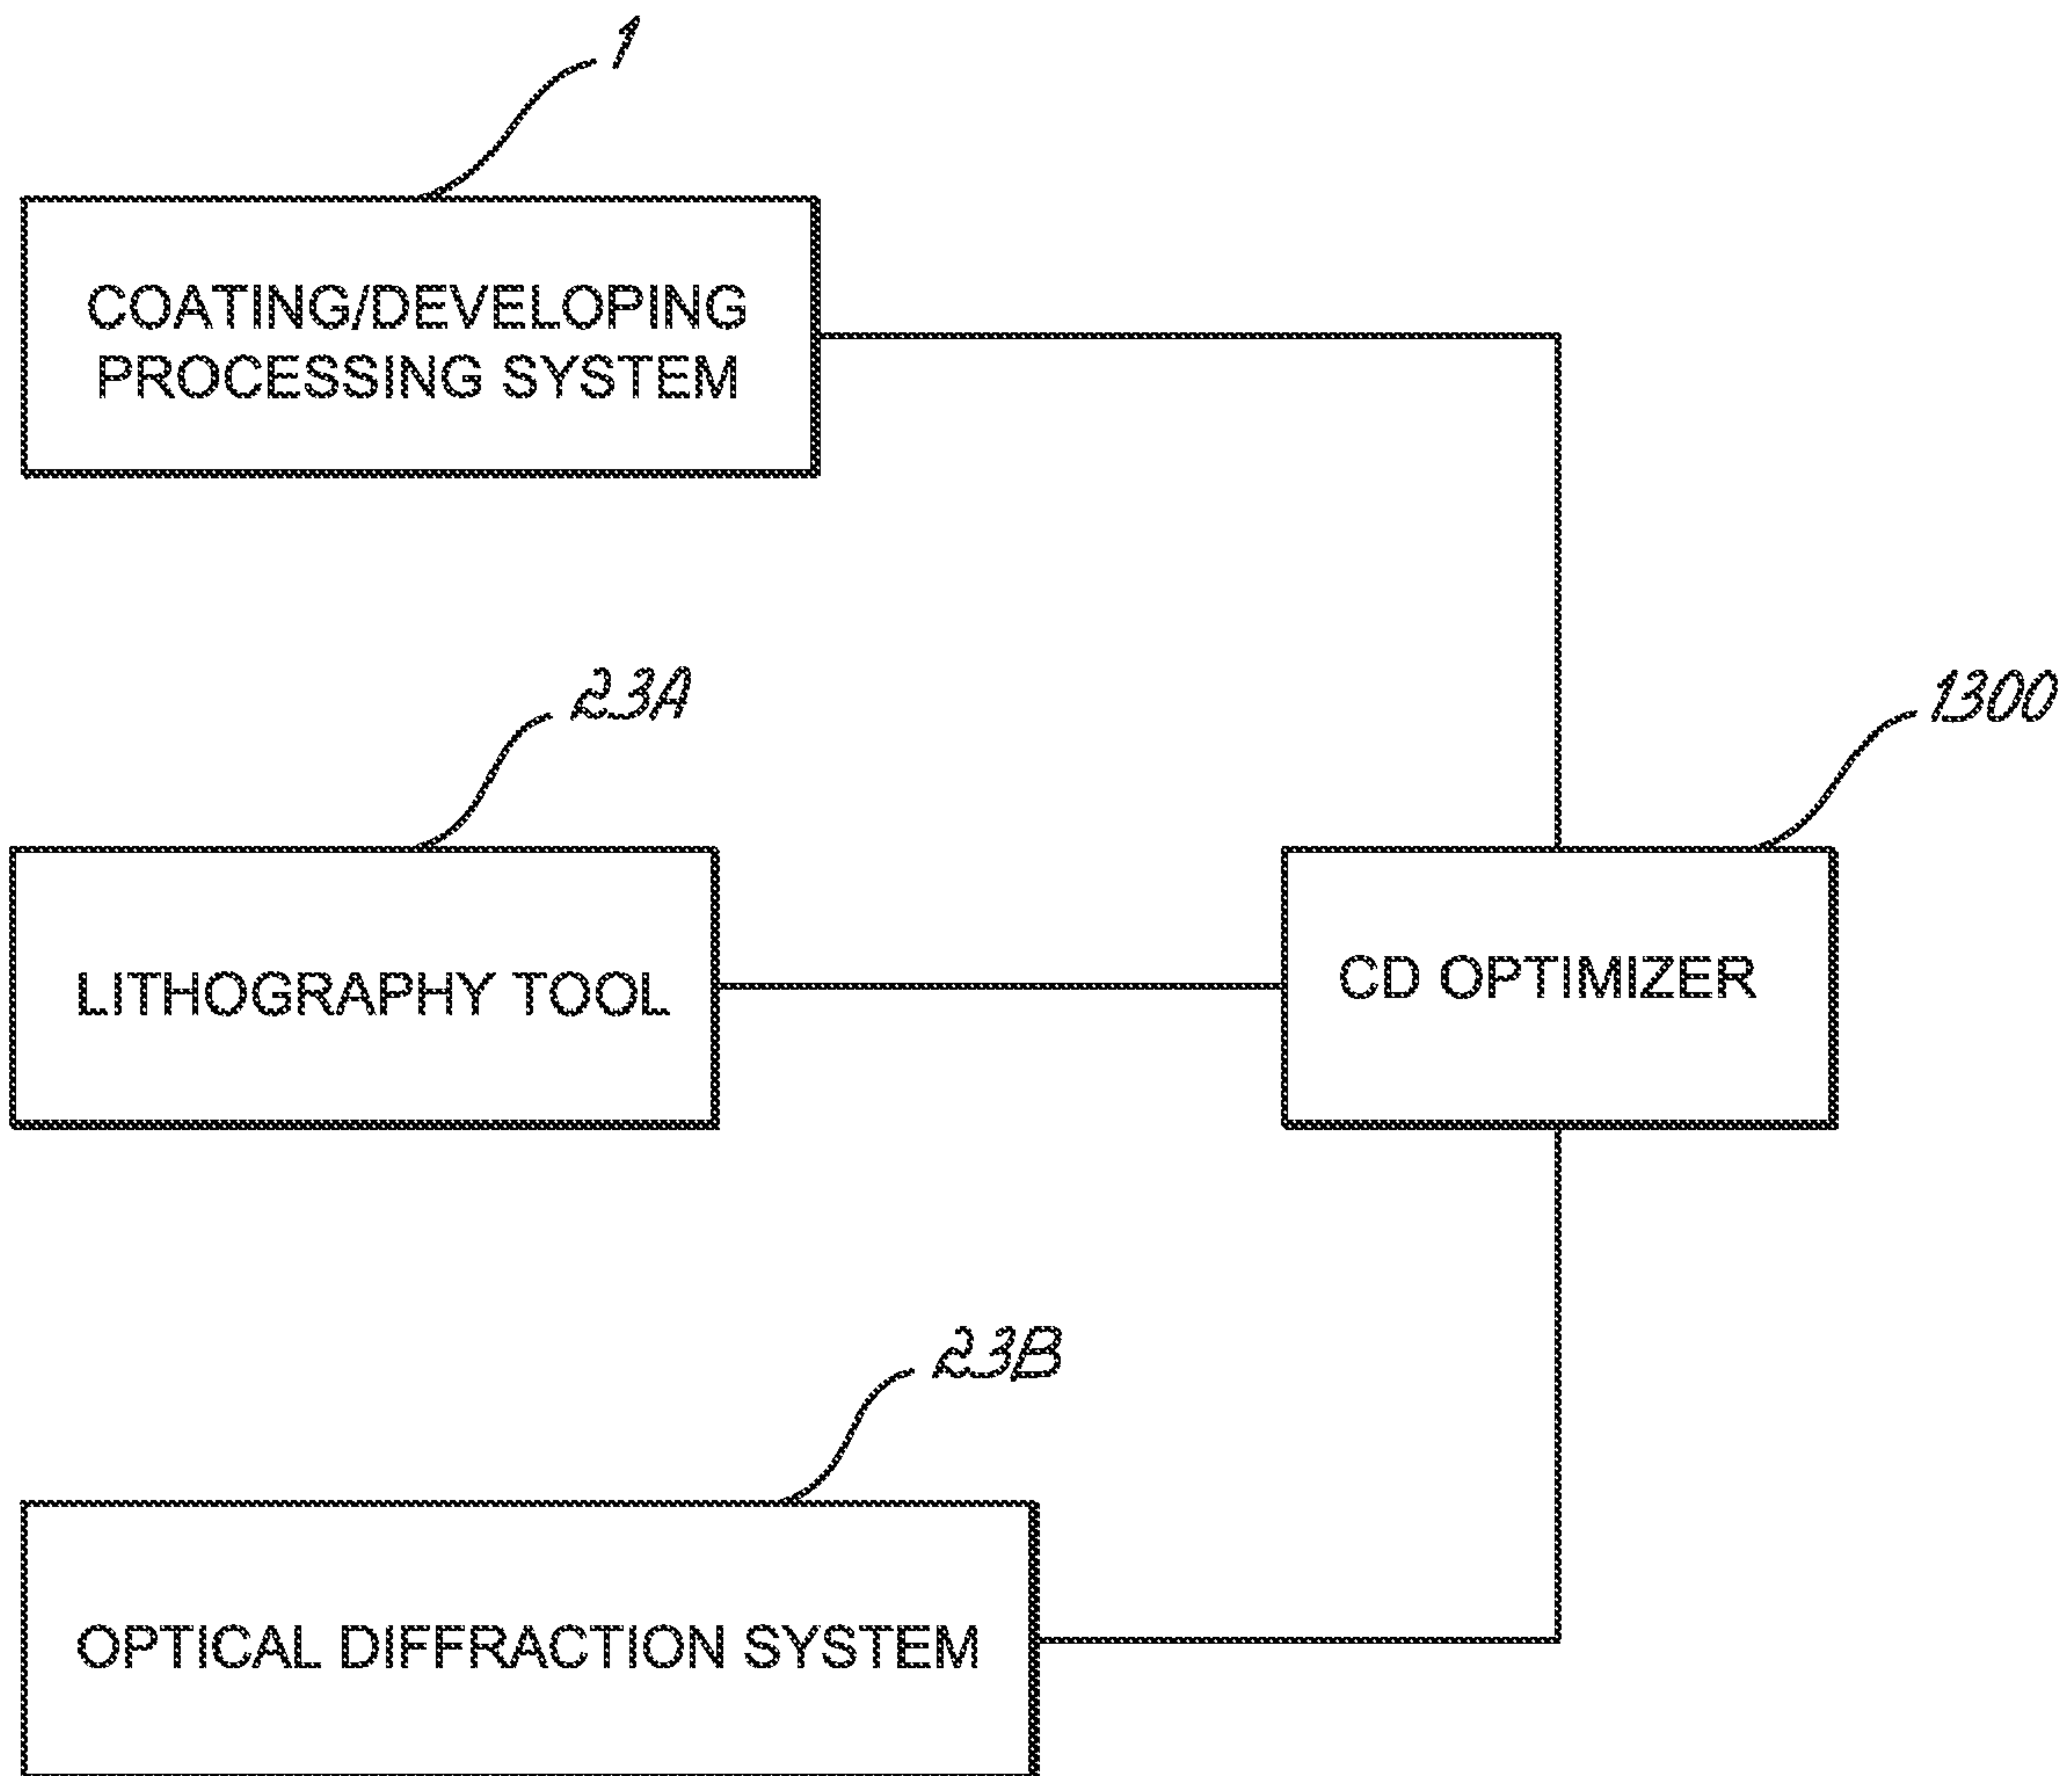 1
COATING/DEVELOPING
PROCESSING SYSTEM
23A
1300
LITHOGRAPHY TOOL
CD OPTIMIZER
23B
OPTICAL DIFFRACTION SYSTEM